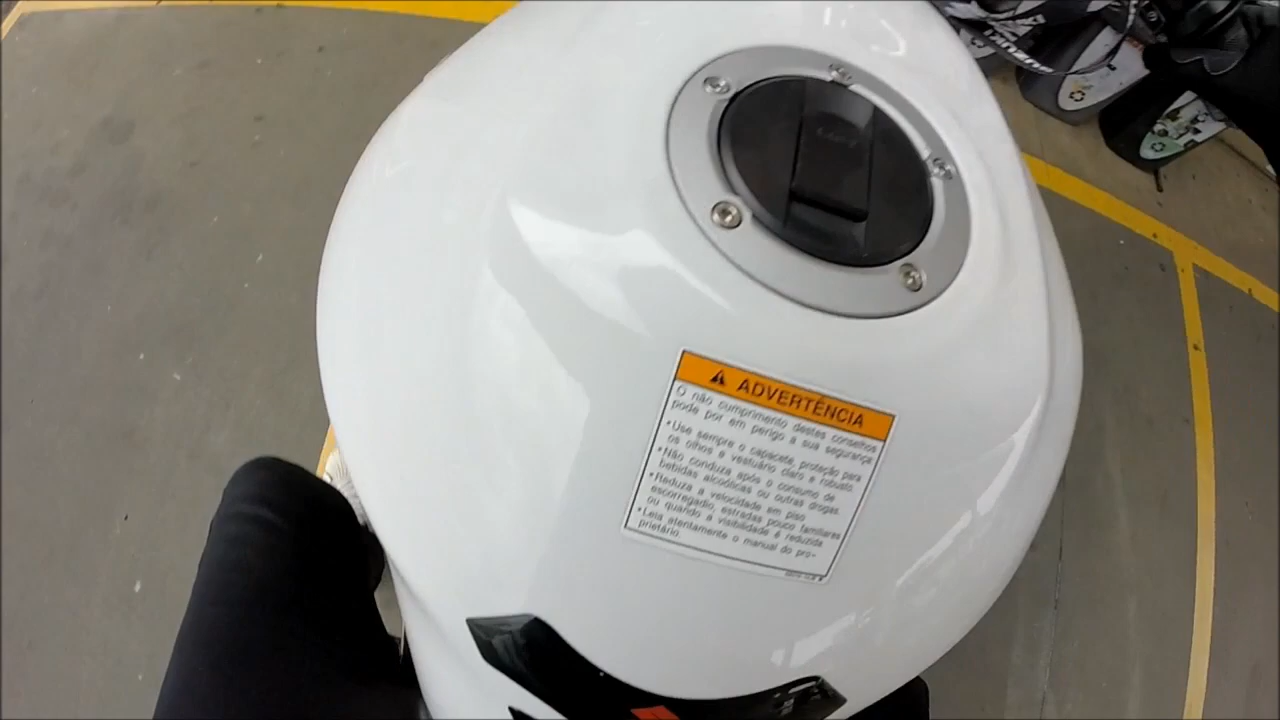 ADVERTÊNCIA
O não cumprimento destes conselhos
pode por em perigo a sua segurança
•Use sempre o capacete, proteção para
os olhos e vestuário claro e robusto.
•Não conduza após o consumo de
bebidas alcoólicas ou outras drogas.
•Reduza a velocidade em piso
escorregadio, estradas pouco familiares
ou quando a visibilidade é reduzida
•Leia atentamente o manual do pro-
prietário.
SUZUKI